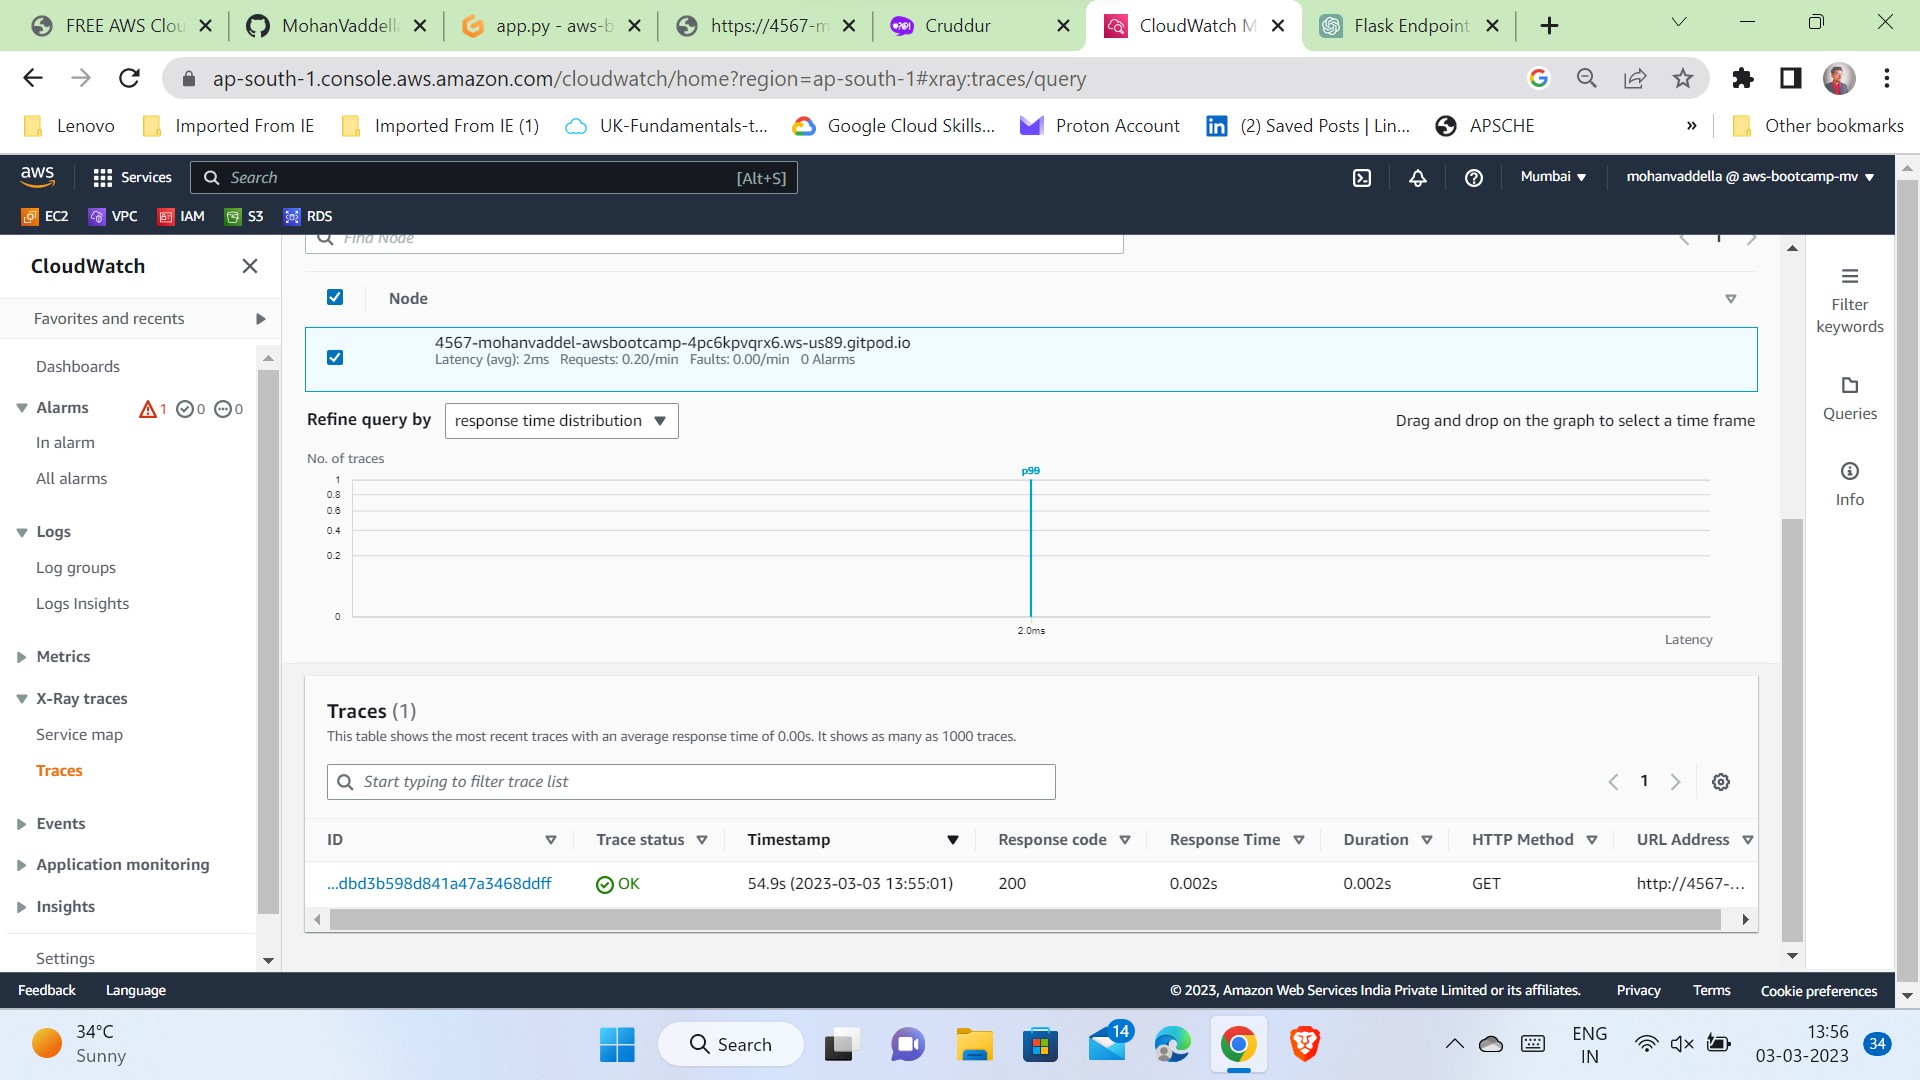 FREE AWS Clou
MohanVaddell
app.py - aws-b
https://4567-m
Cruddur
CloudWatch M
Flask Endpoint
ap-south-1.console.aws.amazon.com/cloudwatch/home?region=ap-south-1#xray:traces/query
Lenovo
Imported From IE
Imported From IE (1)
UK-Fundamentals-t...
Google Cloud Skills...
Proton Account
(2) Saved Posts | Lin...
APSCHE
»
Other bookmarks
aws
Services
Search
[Alt+S]
Mumbai
mohanvaddella @ aws-bootcamp-mv
EC2
VPC
IAM
S3
RDS
CloudWatch
Favorites and recents
Dashboards
Alarms
1
0
0
In alarm
All alarms
Logs
Log groups
Logs Insights
Metrics
X-Ray traces
Service map
Traces
Events
Application monitoring
Insights
Settings
Find Node
1
Node
4567-mohanvaddel-awsbootcamp-4pc6kpvqrx6.ws-us89.gitpod.io
Latency (avg): 2ms Requests: 0.20/min Faults: 0.00/min 0 Alarms
Refine query by
response time distribution
Drag and drop on the graph to select a time frame
No. of traces
p99
1
0.8
0.6
0.4
0.2
0
2.0ms
Latency
Traces (1)
This table shows the most recent traces with an average response time of 0.00s. It shows as many as 1000 traces.
Start typing to filter trace list
1
ID
Trace status
Timestamp
Response code
Response Time
Duration
HTTP Method
URL Address
...dbd3b598d841a47a3468ddff
OK
54.9s (2023-03-03 13:55:01)
200
0.002s
0.002s
GET
http://4567-...
Filter
keywords
Queries
Info
Feedback
Language
© 2023, Amazon Web Services India Private Limited or its affiliates.
Privacy
Terms
Cookie preferences
34°C
Sunny
Search
14
ENG
IN
13:56
03-03-2023
34